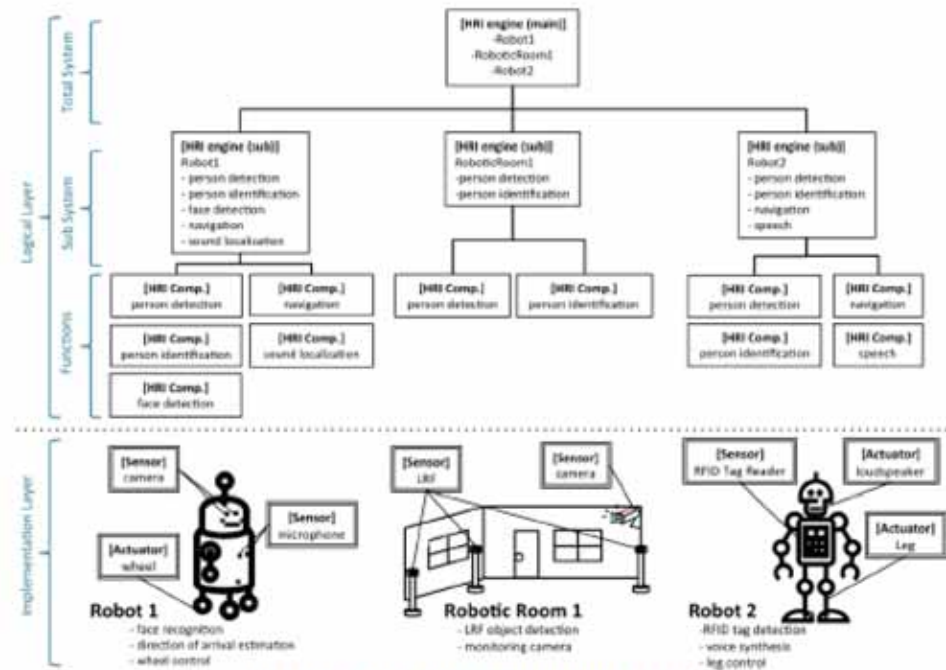 Logical Layer
Total System
Sub System
Functions
[HRI engine (main)]
-Robot1
-RoboticRoom1
-Robot2
[HRI engine (sub)]
Robot1
- person detection
- person identification
- face detection
- navigation
- sound localisation
[HRI engine (sub)]
RoboticRoom1
-person detection
-person identification
[HRI engine (sub)]
Robot2
- person detection
- person identification
- navigation
- speech
[HRI Comp.]
person detection
[HRI Comp.]
navigation
[HRI Comp.]
person identification
[HRI Comp.]
sound localisation
[HRI Comp.]
face detection
[HRI Comp.]
person detection
[HRI Comp.]
person identification
[HRI Comp.]
person detection
[HRI Comp.]
navigation
[HRI Comp.]
person identification
[HRI Comp.]
speech
Implementation Layer
[Sensor]
camera
[Sensor]
microphone
[Actuator]
wheel
Robot 1
- face recognition
- direction of arrival estimation
- wheel control
[Sensor]
LRF
[Sensor]
camera
Robotic Room 1
- LRF object detection
- monitoring camera
[Sensor]
RFID Tag Reader
[Actuator]
loudspeaker
[Actuator]
Leg
Robot 2
-RFID tag detection
- voice synthesis
- leg control